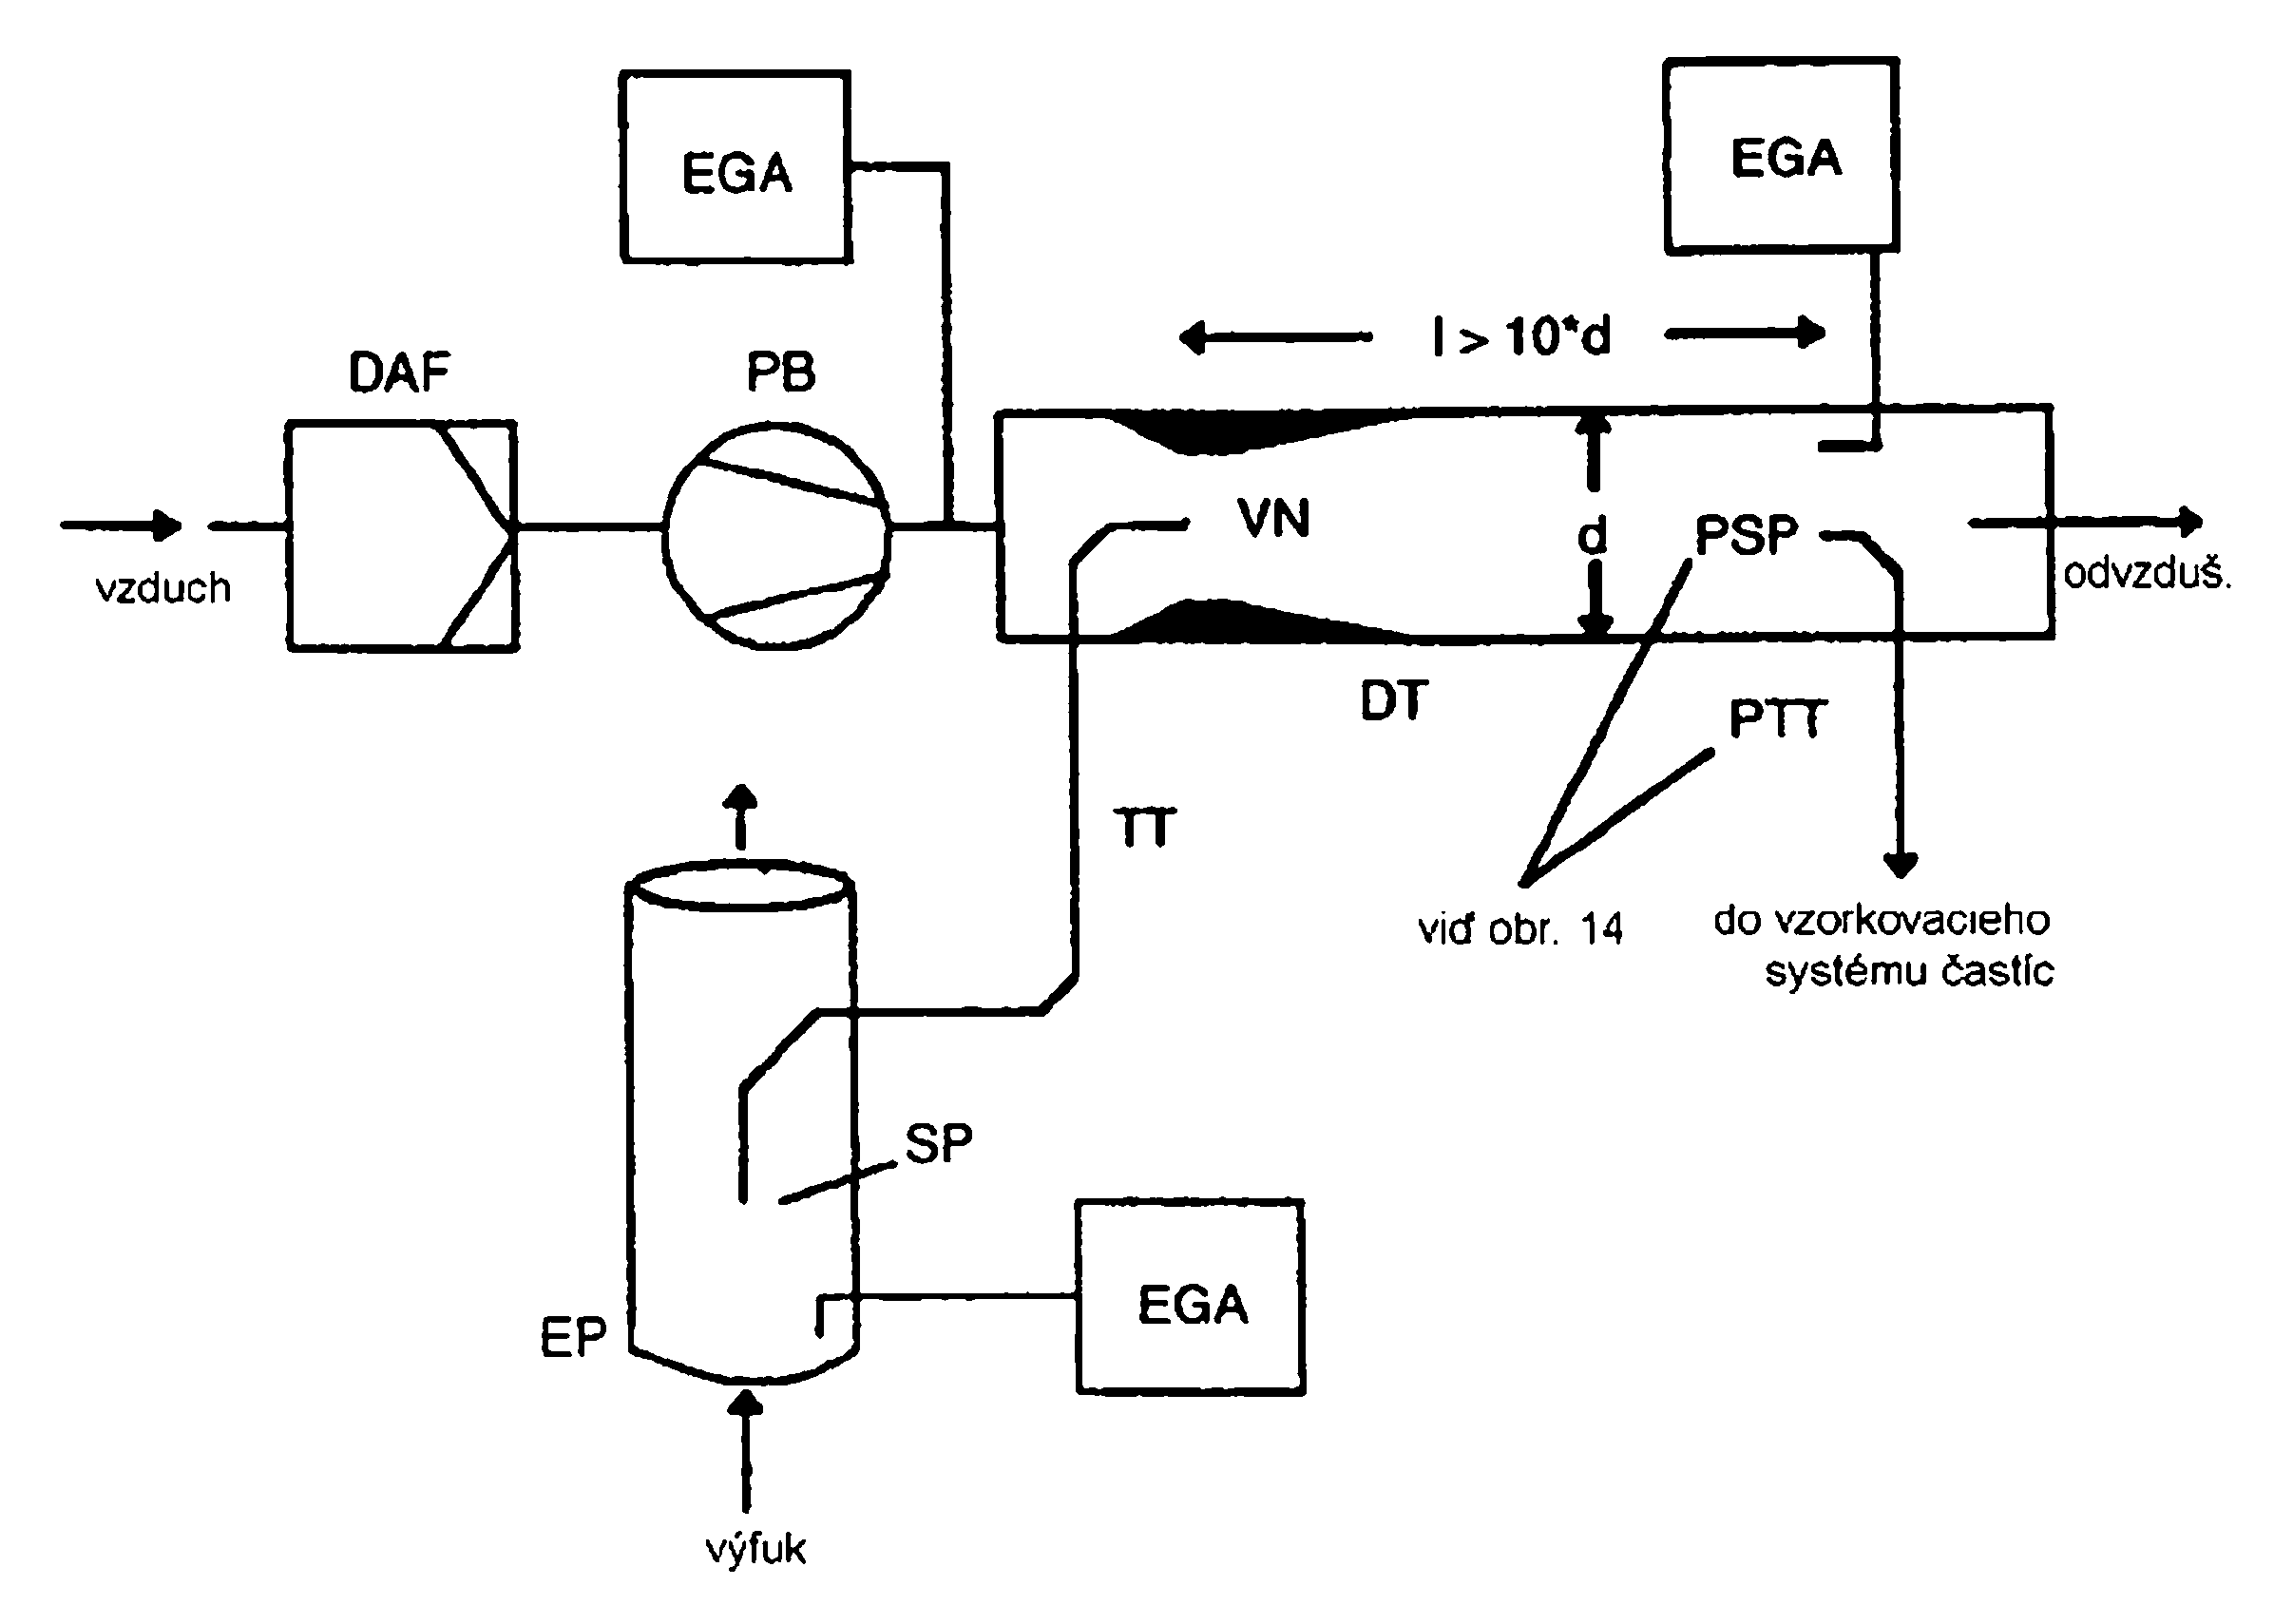 EGA
EGA
l > 10*d
DAF
PB
VN
d
PSP
vzduch
odvzduš.
DT
PTT
TT
viď obr. 14
do vzorkovacieho
systému častíc
SP
EGA
EP
výfuk